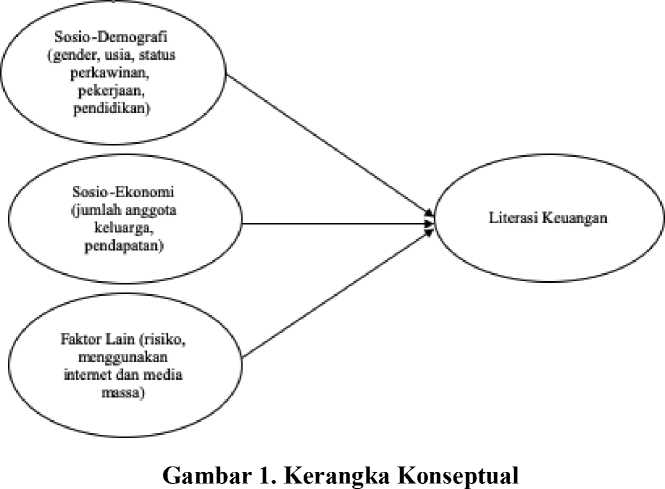 Sosio-Demografi
(gender, usia, status
perkawinan,
pekerjaan,
pendidikan)
Sosio-Ekonomi
(jumlah anggota
keluarga,
pendapatan)
Literasi Keuangan
Faktor Lain (risiko,
menggunakan
internet dan media
massa)
Gambar 1. Kerangka Konseptual